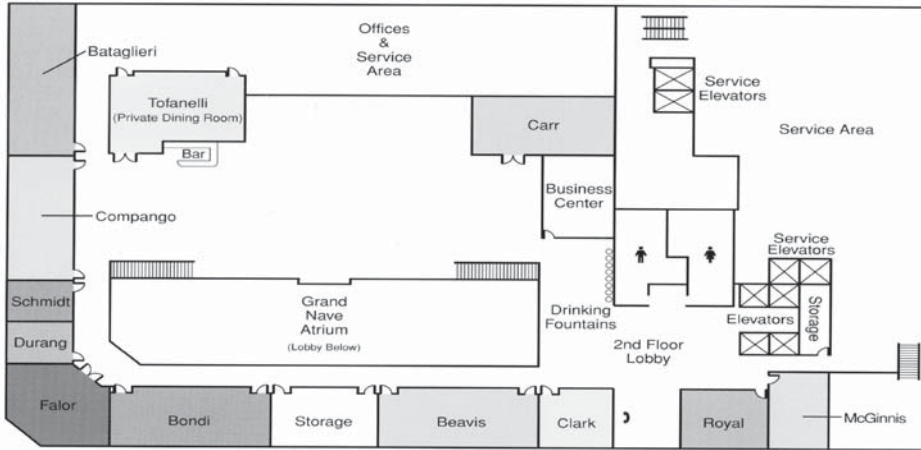 Bataglieri
Offices
&
Service
Area
Tofanelli
(Private Dining Room)
Bar
Carr
Service
Elevators
Service Area
Business
Center
Compango
Service
Elevators
Schmidt
Durang
Grand
Nave
Atrium
(Lobby Below)
Drinking
Fountains
2nd Floor
Lobby
Elevators
Storage
Falor
Bondi
Storage
Beavis
Clark
Royal
McGinnis